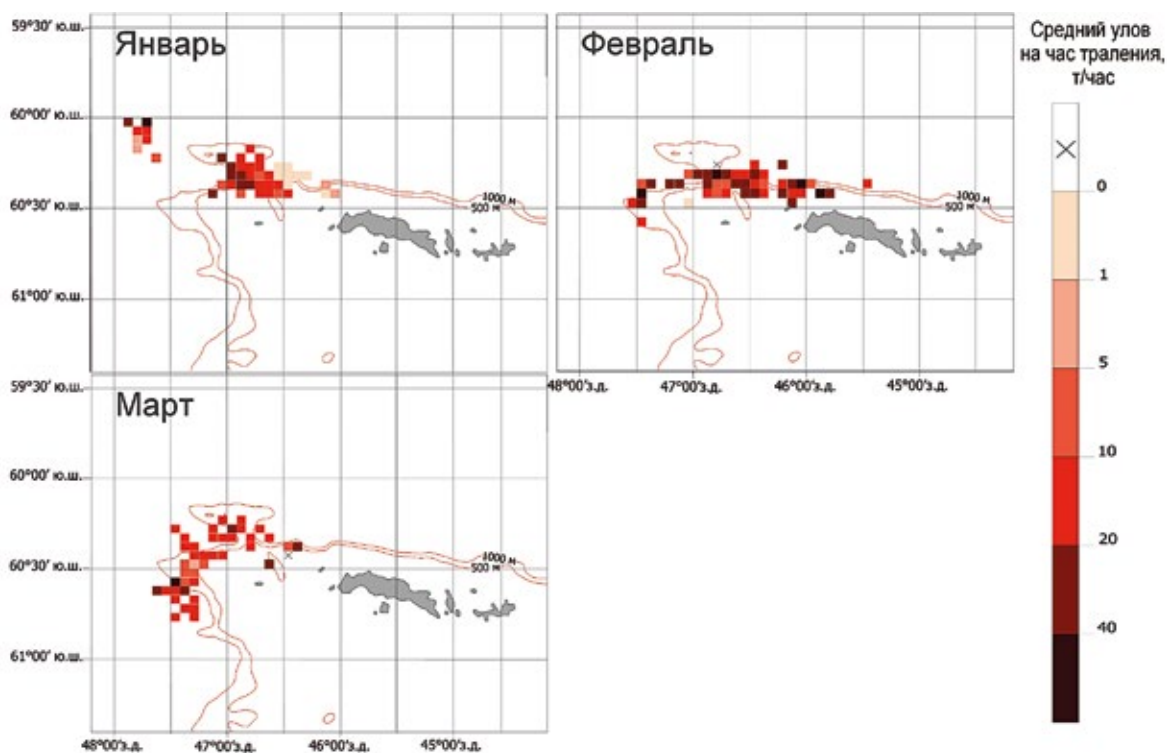 Январь
Февраль
Средний улов
на час траления,
т/час
59°30′ ю.ш.
60°00′ ю.ш.
60°30′ ю.ш.
61°00′ ю.ш.
1000 м
500 м
1000 м
500 м
0
1
5
10
20
40
48°00′з.д.
47°00′з.д.
46°00′з.д.
45°00′з.д.
Март
59°30′ ю.ш.
60°00′ ю.ш.
60°30′ ю.ш.
61°00′ ю.ш.
1000 м
500 м
48°00′з.д.
47°00′з.д.
46°00′з.д.
45°00′з.д.